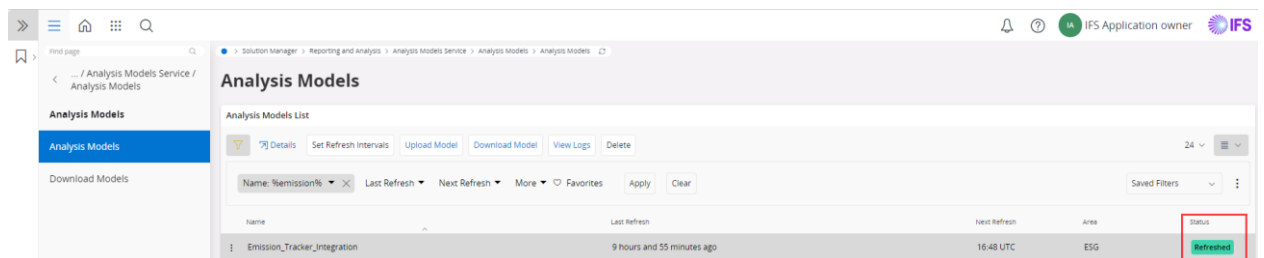 IA IFS Application owner IFS
Find page
> Solution Manager > Reporting and Analysis > Analysis Models Service > Analysis Models > Analysis Models
... / Analysis Models Service / Analysis Models
Analysis Models
Analysis Models
Analysis Models
Download Models
Analysis Models List
Details Set Refresh Intervals Upload Model Download Model View Logs Delete 24
Name: %emission% Last Refresh Next Refresh More Favorites Apply Clear Saved Filters
Name Last Refresh Next Refresh Area Status
Emission_Tracker_Integration 9 hours and 55 minutes ago 16:48 UTC ESG Refreshed